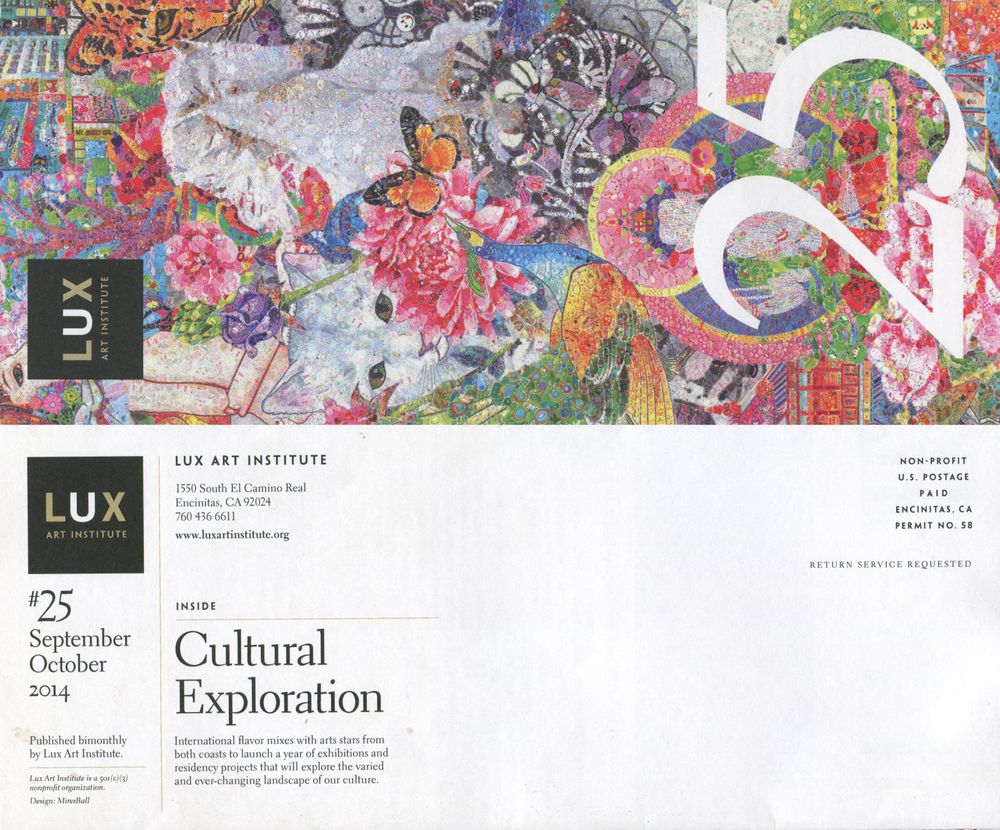 25
LUX
ART INSTITUTE
LUX
ART INSTITUTE
#25
September
October
2014
Published bimonthly
by Lux Art Institute.
Lux Art Institute is a 501(c)(3)
nonprofit organization.
Design: MiresBall
LUX ART INSTITUTE
1550 South El Camino Real
Encinitas, CA 92024
760 436 6611
www.luxartinstitute.org
INSIDE
Cultural
Exploration
International flavor mixes with arts stars from
both coasts to launch a year of exhibitions and
residency projects that will explore the varied
and ever-changing landscape of our culture.
NON-PROFIT
U.S. POSTAGE
PAID
ENCINITAS, CA
PERMIT NO. 58
RETURN SERVICE REQUESTED